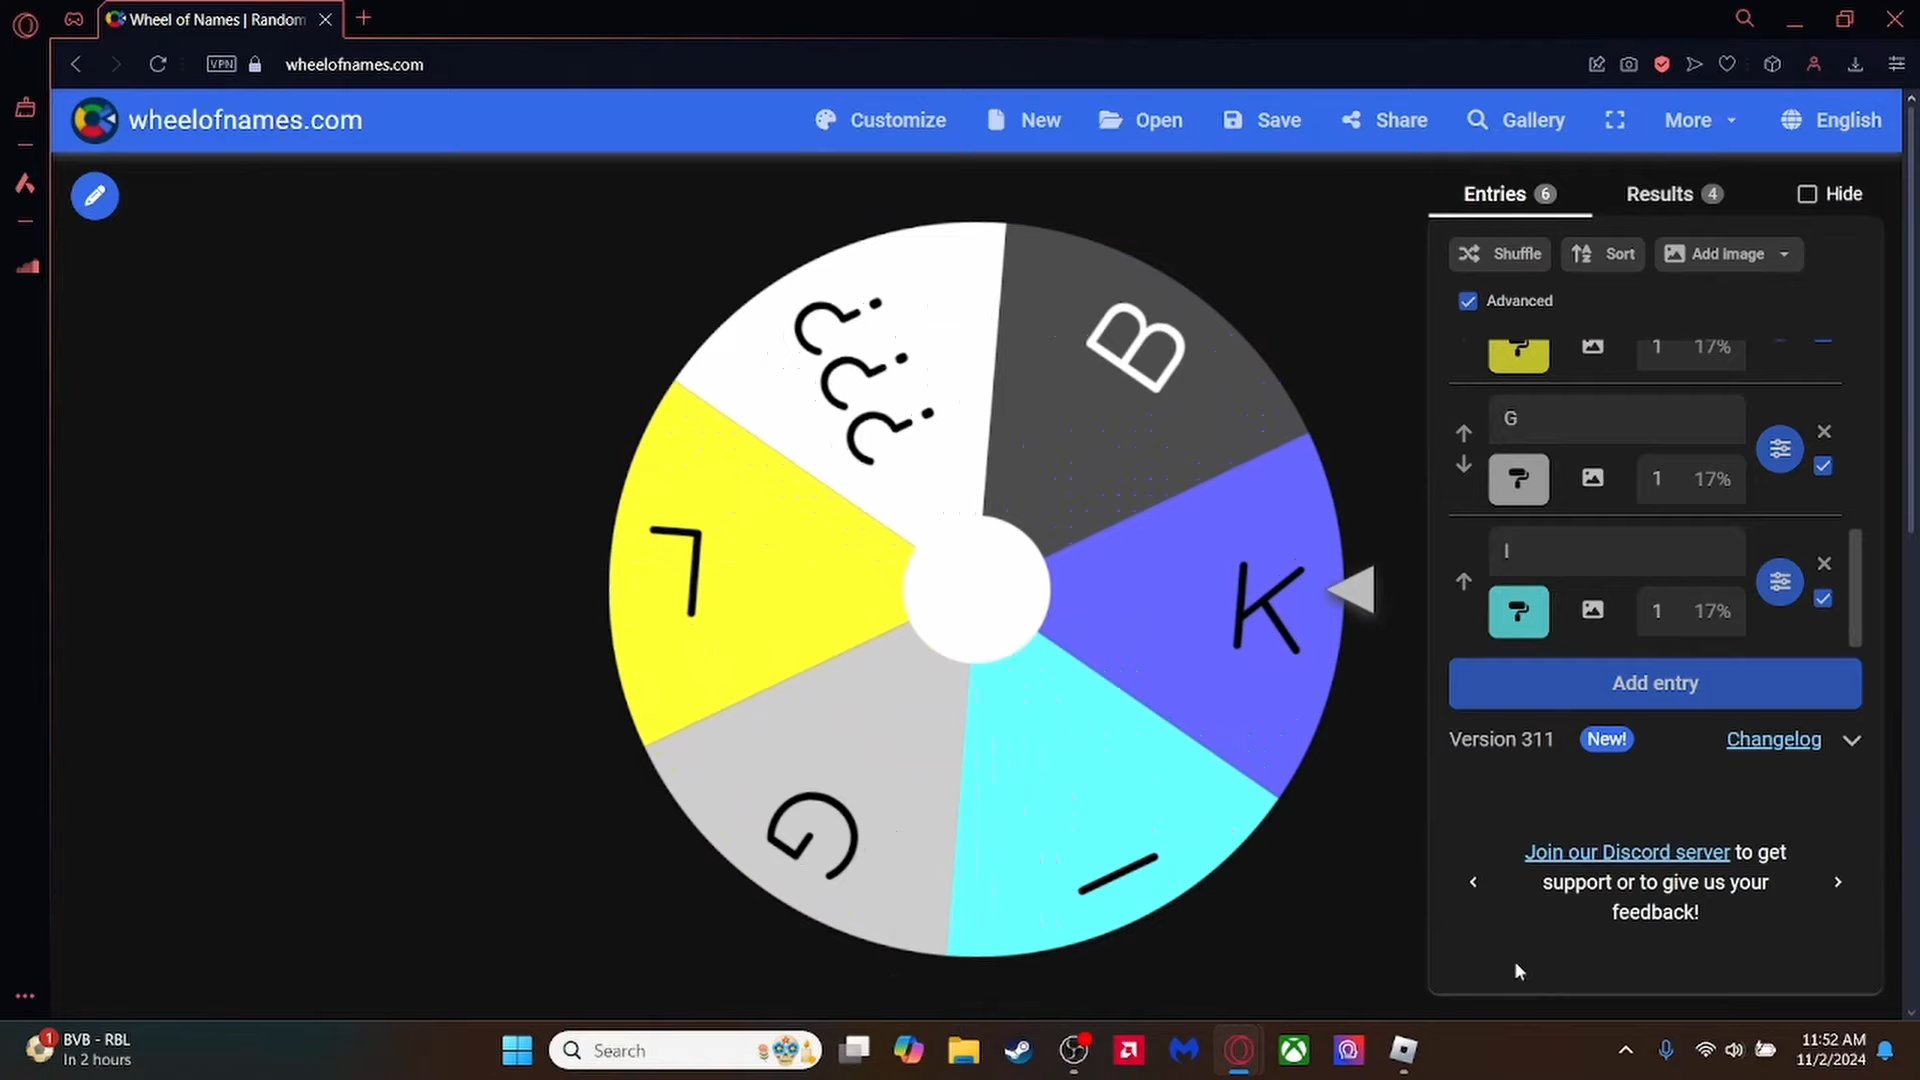 Wheel of Names | Random
VPN
wheelofnames.com
wheelofnames.com
Customize
New
Open
Save
Share
Gallery
More
English
Entries 6
Results 4
Hide
Shuffle
Sort
Add image
Advanced
1 17%
G
1 17%
I
1 17%
Add entry
Version 311
New!
Changelog
Join our Discord server to get
support or to give us your
feedback!
???
B
K
I
G
L
1
BVB - RBL
In 2 hours
Search
11:52 AM
11/2/2024